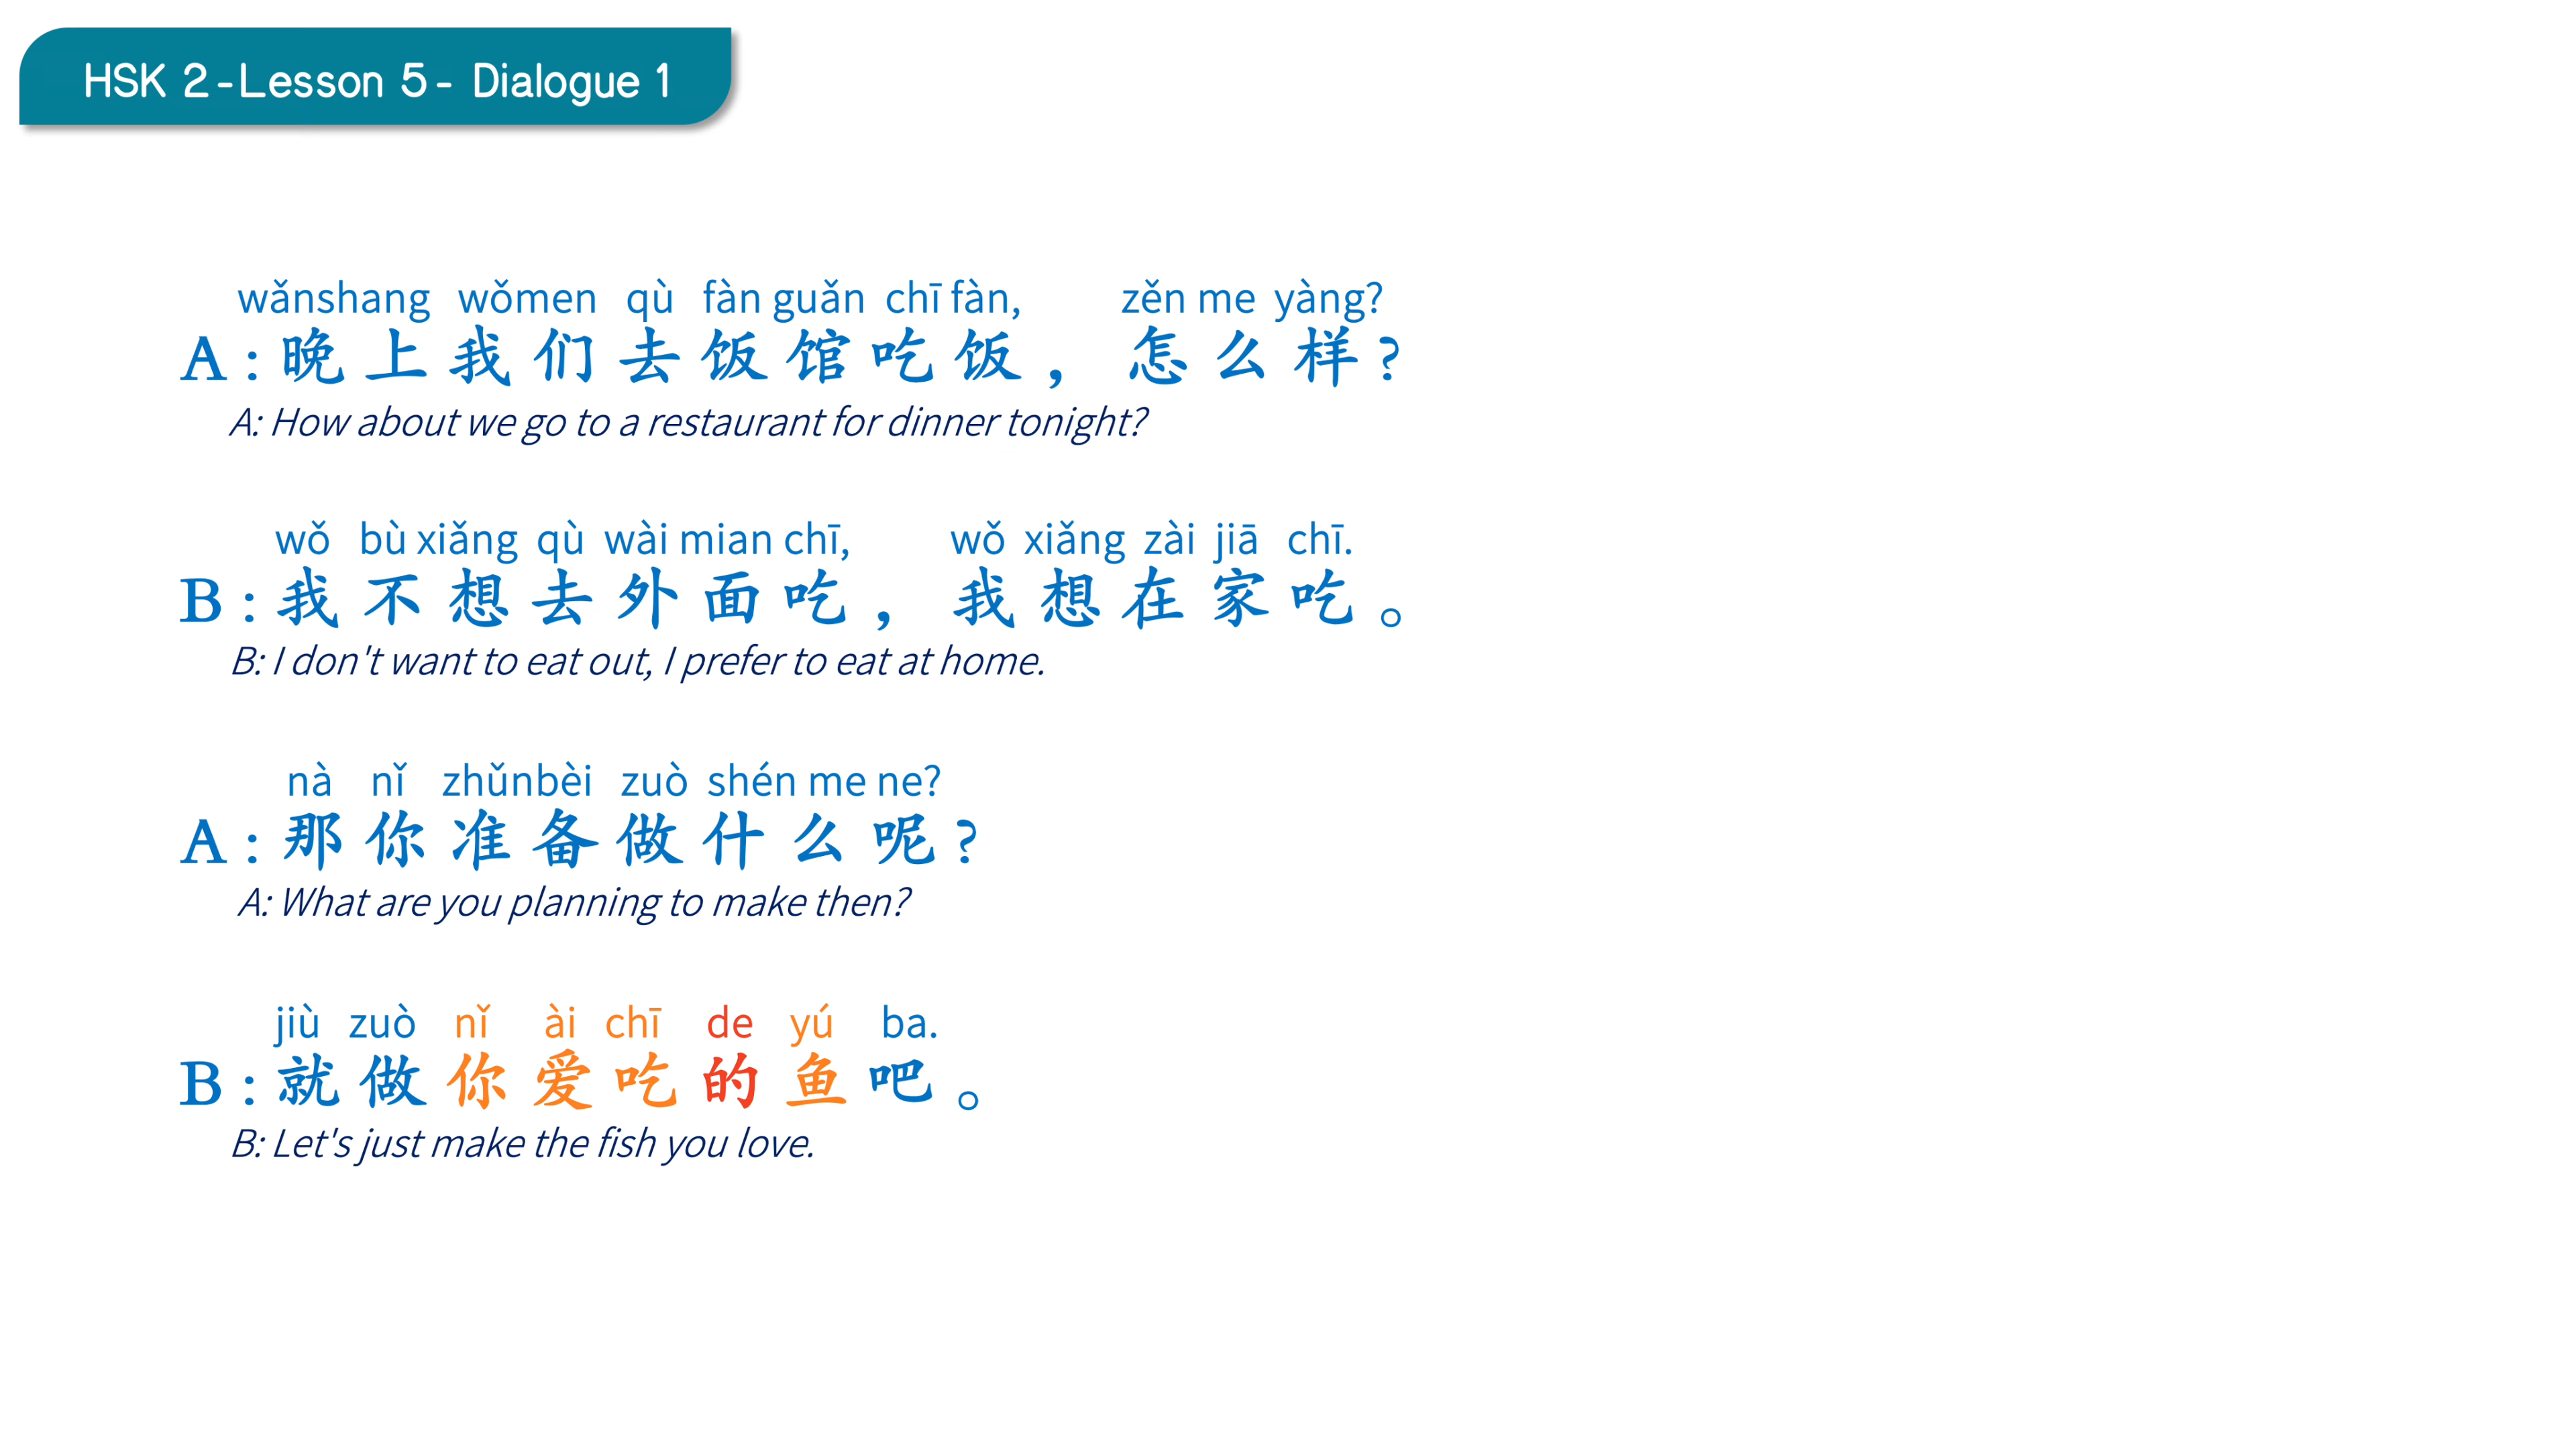 HSK 2-Lesson 5- Dialogue 1
wǎnshang wǒmen qù fàn guǎn chī fàn, zěn me yàng?
A：晚上我们去饭馆吃饭，怎么样?
A: How about we go to a restaurant for dinner tonight?
wǒ bù xiǎng qù wài mian chī, wǒ xiǎng zài jiā chī.
B：我不想去外面吃，我想在家吃。
B: I don't want to eat out, I prefer to eat at home.
nà nǐ zhǔnbèi zuò shén me ne?
A：那你准备做什么呢?
A: What are you planning to make then?
jiù zuò nǐ ài chī de yú ba.
B：就做你爱吃的鱼吧。
B: Let's just make the fish you love.